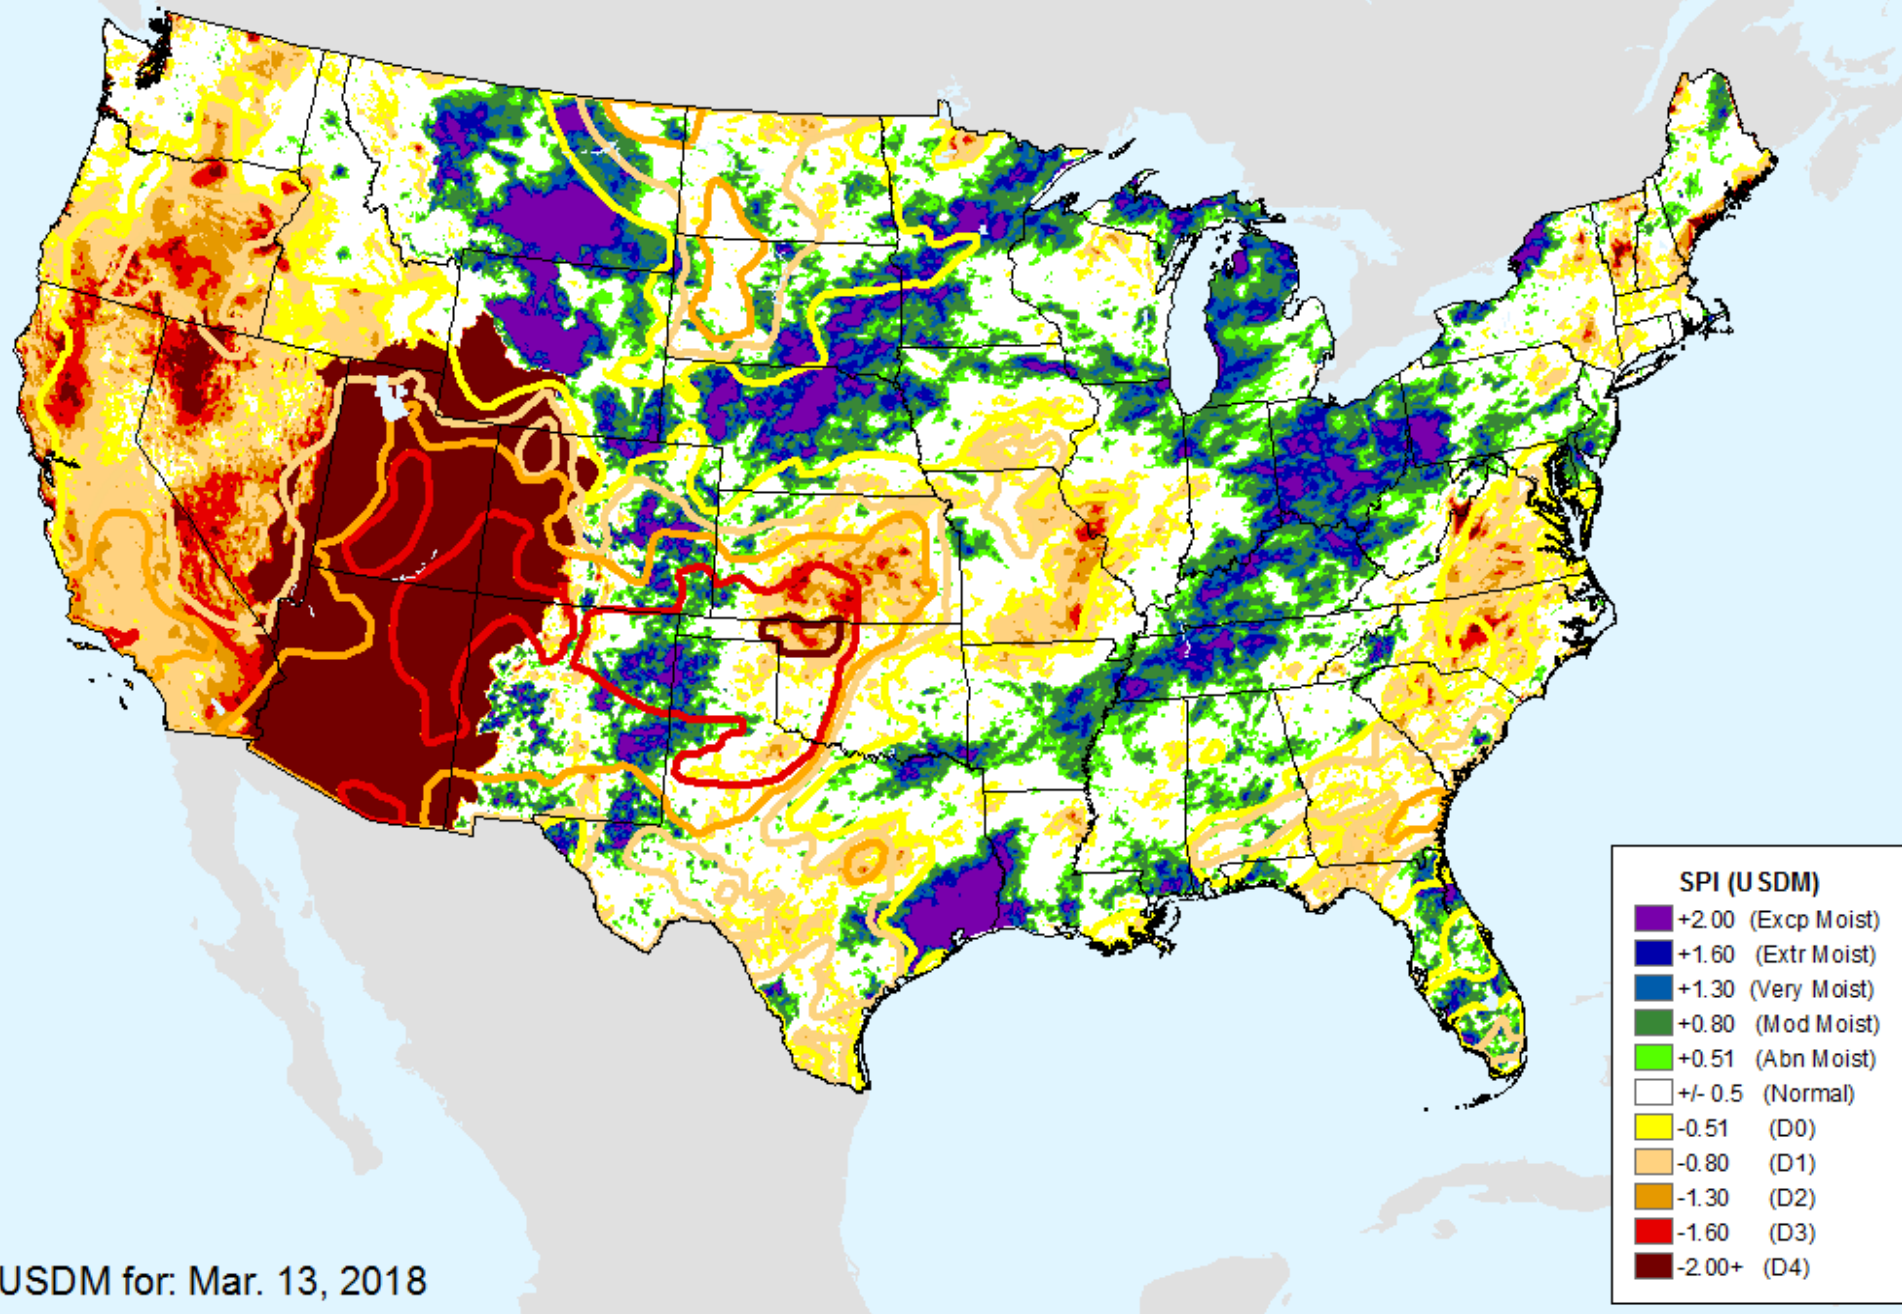 SPI (USDM)
+2.00 (Excp Moist)
+1.60 (Extr Moist)
+1.30 (Very Moist)
+0.80 (Mod Moist)
+0.51 (Abn Moist)
+/- 0.5 (Normal)
-0.51 (D0)
-0.80 (D1)
-1.30 (D2)
-1.60 (D3)
-2.00+ (D4)
USDM for: Mar. 13, 2018